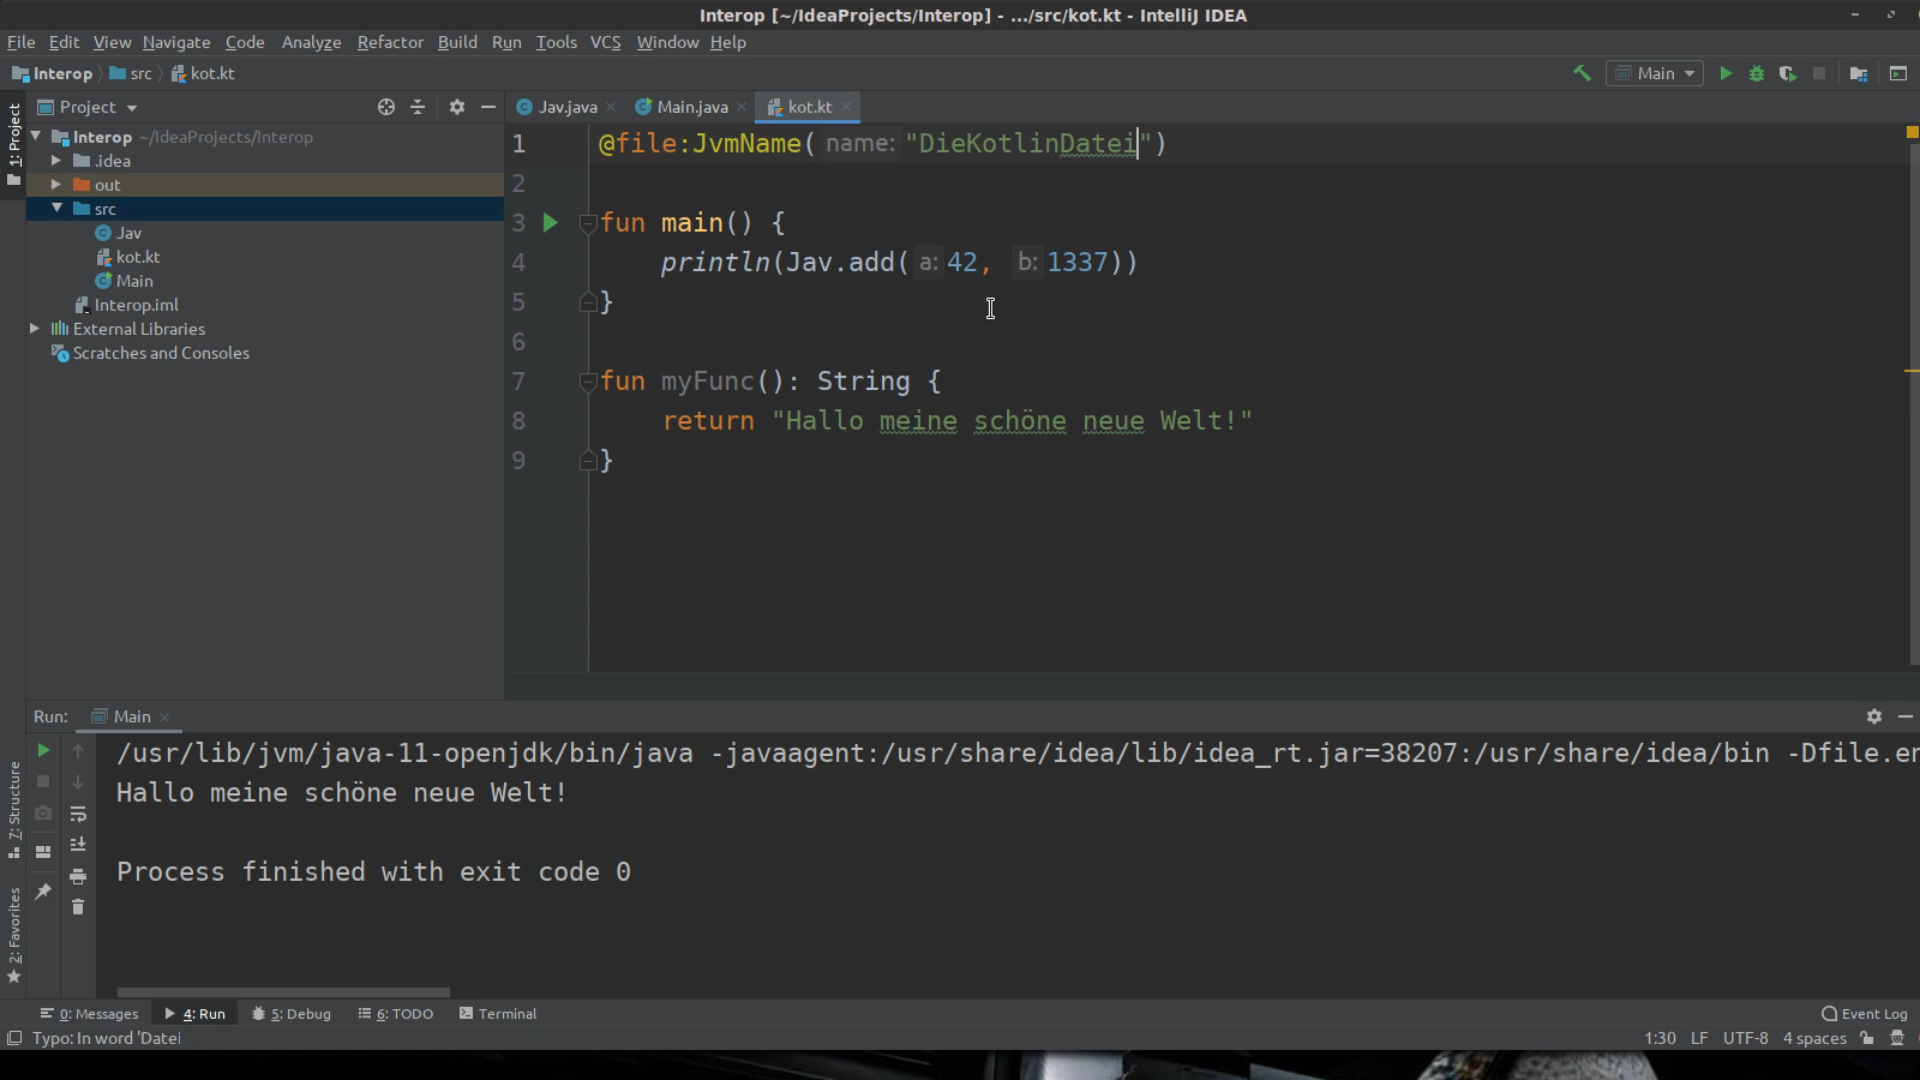 Interop [~/IdeaProjects/Interop] - .../src/kot.kt - IntelliJ IDEA
File Edit View Navigate Code Analyze Refactor Build Run Tools VCS Window Help
Interop src kot.kt Main
1: Project
Project
Jav.java Main.java kot.kt
Interop ~/IdeaProjects/Interop
.idea
out
src
Jav
kot.kt
Main
Interop.iml
External Libraries
Scratches and Consoles
1 @file:JvmName( name: "DieKotlinDatei")
2
3 fun main() {
4 println(Jav.add( a: 42, b: 1337))
5 }
6
7 fun myFunc(): String {
8 return "Hallo meine schöne neue Welt!"
9 }
Run: Main
/usr/lib/jvm/java-11-openjdk/bin/java -javaagent:/usr/share/idea/lib/idea_rt.jar=38207:/usr/share/idea/bin -Dfile.en
Hallo meine schöne neue Welt!
Process finished with exit code 0
7: Structure
2: Favorites
0: Messages 4: Run 5: Debug 6: TODO Terminal Event Log
Typo: In word 'Datei 1:30 LF UTF-8 4 spaces